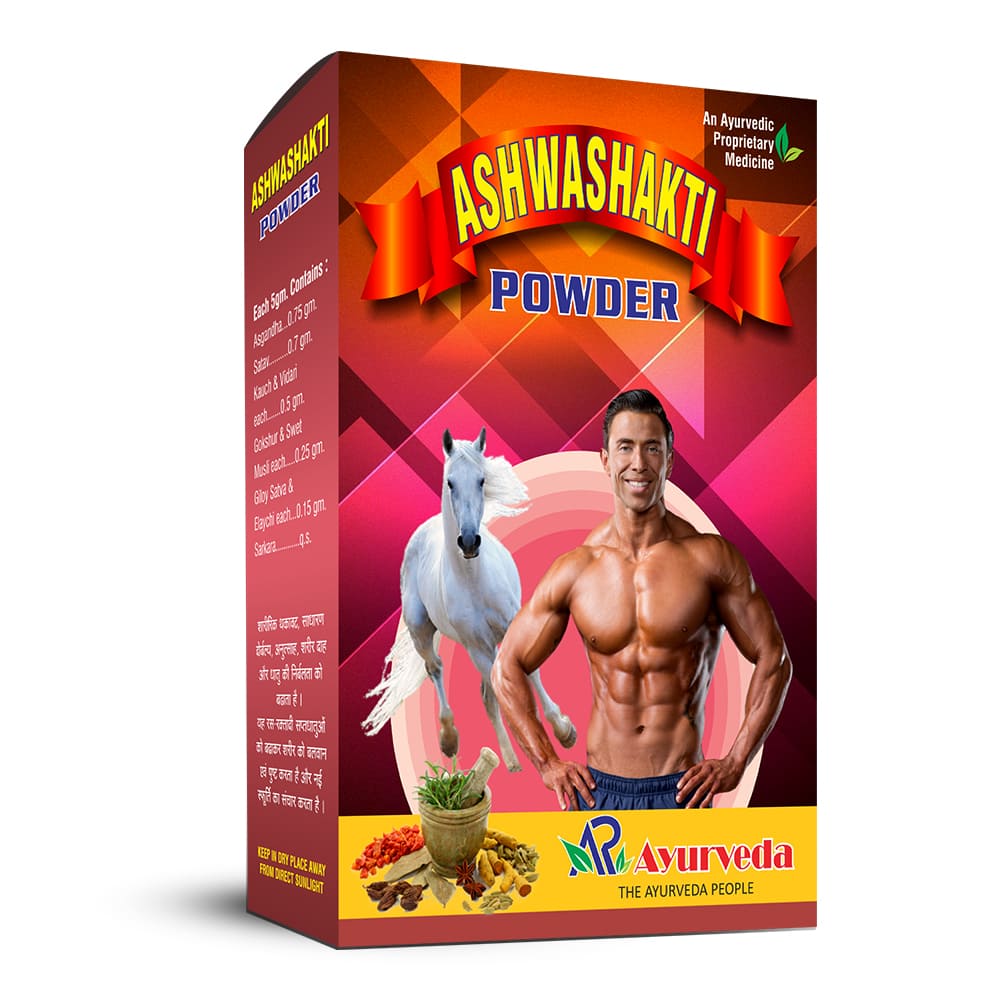 ASHWASHAKTI
POWDER
Each 5gm. Contains :
Asgandha...0.75 gm.
Satav..........0.7 gm.
Kauch & Vidari
each.......0.5 gm.
Gokshur & Swet
Musli each.....0.25 gm.
Giloy Satva &
Elaychi each...0.15 gm.
Sarkara............q.s.
शारीरिक थकावट, साधारण
दौर्बल्य, अनुत्साह, शरीर दाह
और धातु की निर्बलता को
बढाता है ।
यह रस-रक्तादी सप्तधातुओं
को बढाकर शरीर को बलवान
एवं पुष्ट करता है और नई
स्फूर्ति का संचार करता है ।
KEEP IN DRY PLACE AWAY
FROM DIRECT SUNLIGHT
An Ayurvedic
Proprietary
Medicine
ASHWASHAKTI
POWDER
AR Ayurveda
THE AYURVEDA PEOPLE